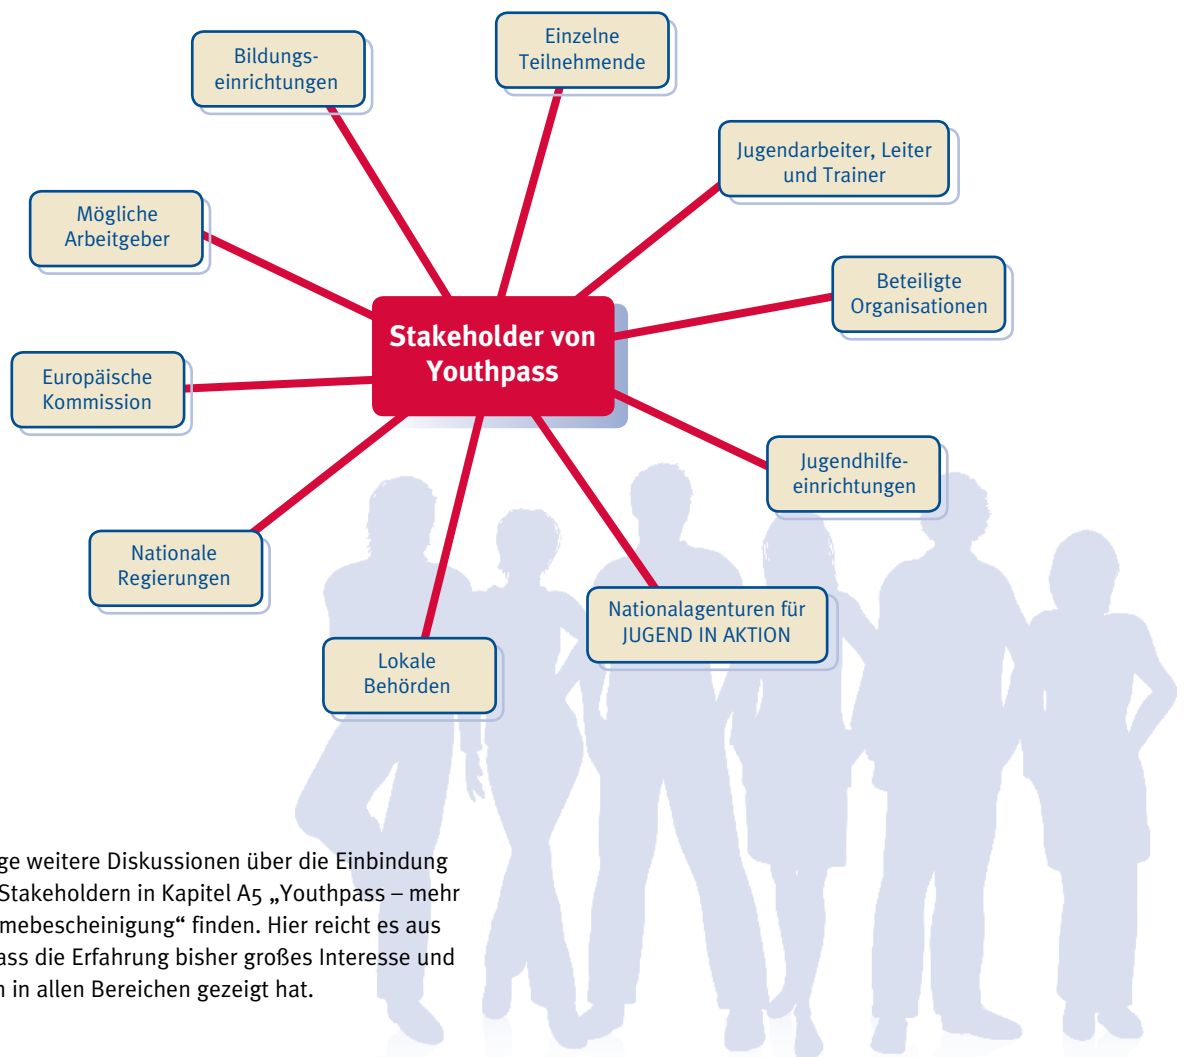 Einzelne
Teilnehmende
Bildungs-
einrichtungen
Jugendarbeiter, Leiter
und Trainer
Mögliche
Arbeitgeber
Beteiligte
Organisationen
Stakeholder von
Youthpass
Europäische
Kommission
Jugendhilfe-
einrichtungen
Nationale
Regierungen
Nationalagenturen für
JUGEND IN AKTION
Lokale
Behörden
weitere Diskussionen über die Einbindung
Stakeholdern in Kapitel A5 „Youthpass – mehr
finden. Hier reicht es aus
die Erfahrung bisher großes Interesse und
in allen Bereichen gezeigt hat.